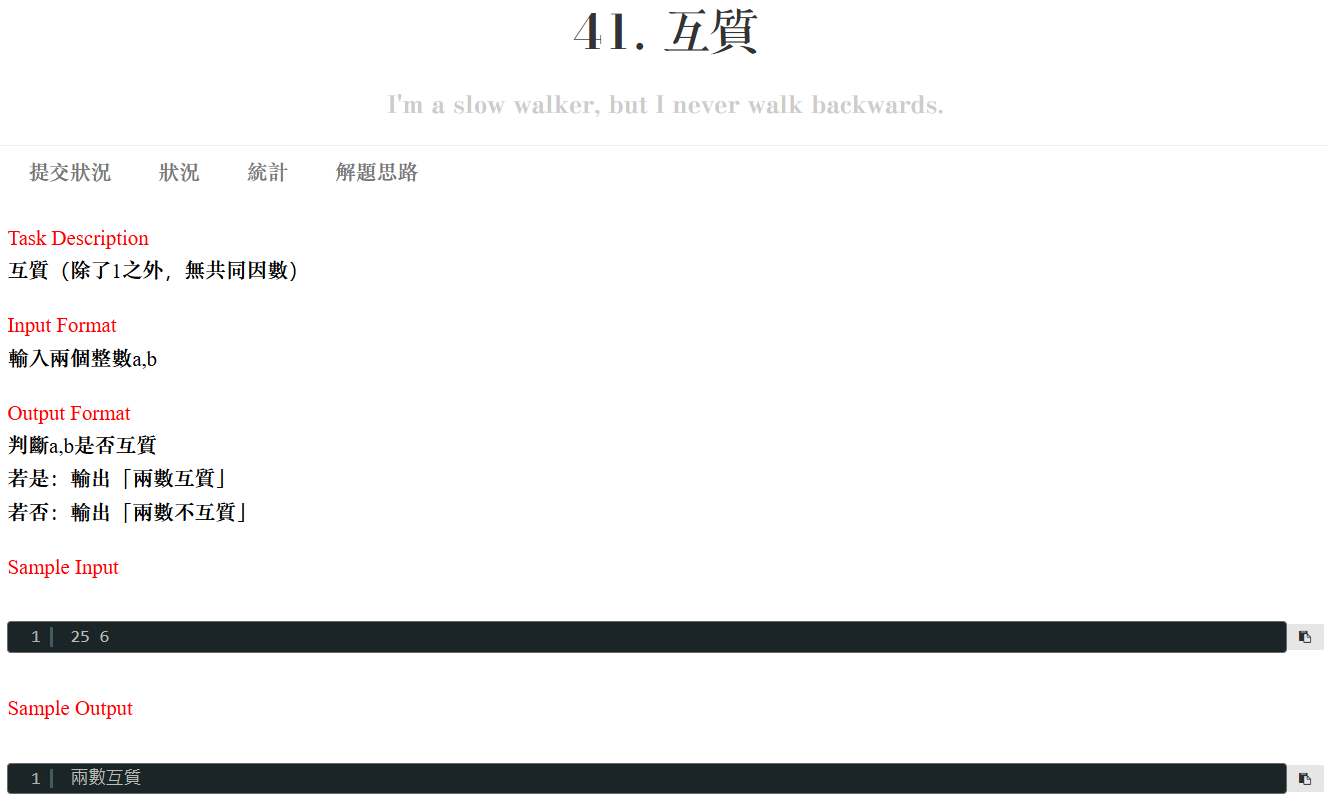 41. 互質
I'm a slow walker, but I never walk backwards.
提交狀況 狀況 統計 解題思路
Task Description
互質（除了1之外，無共同因數）
Input Format
輸入兩個整數a,b
Output Format
判斷a,b是否互質
若是：輸出「兩數互質」
若否：輸出「兩數不互質」
Sample Input
1 25 6
Sample Output
1 兩數互質